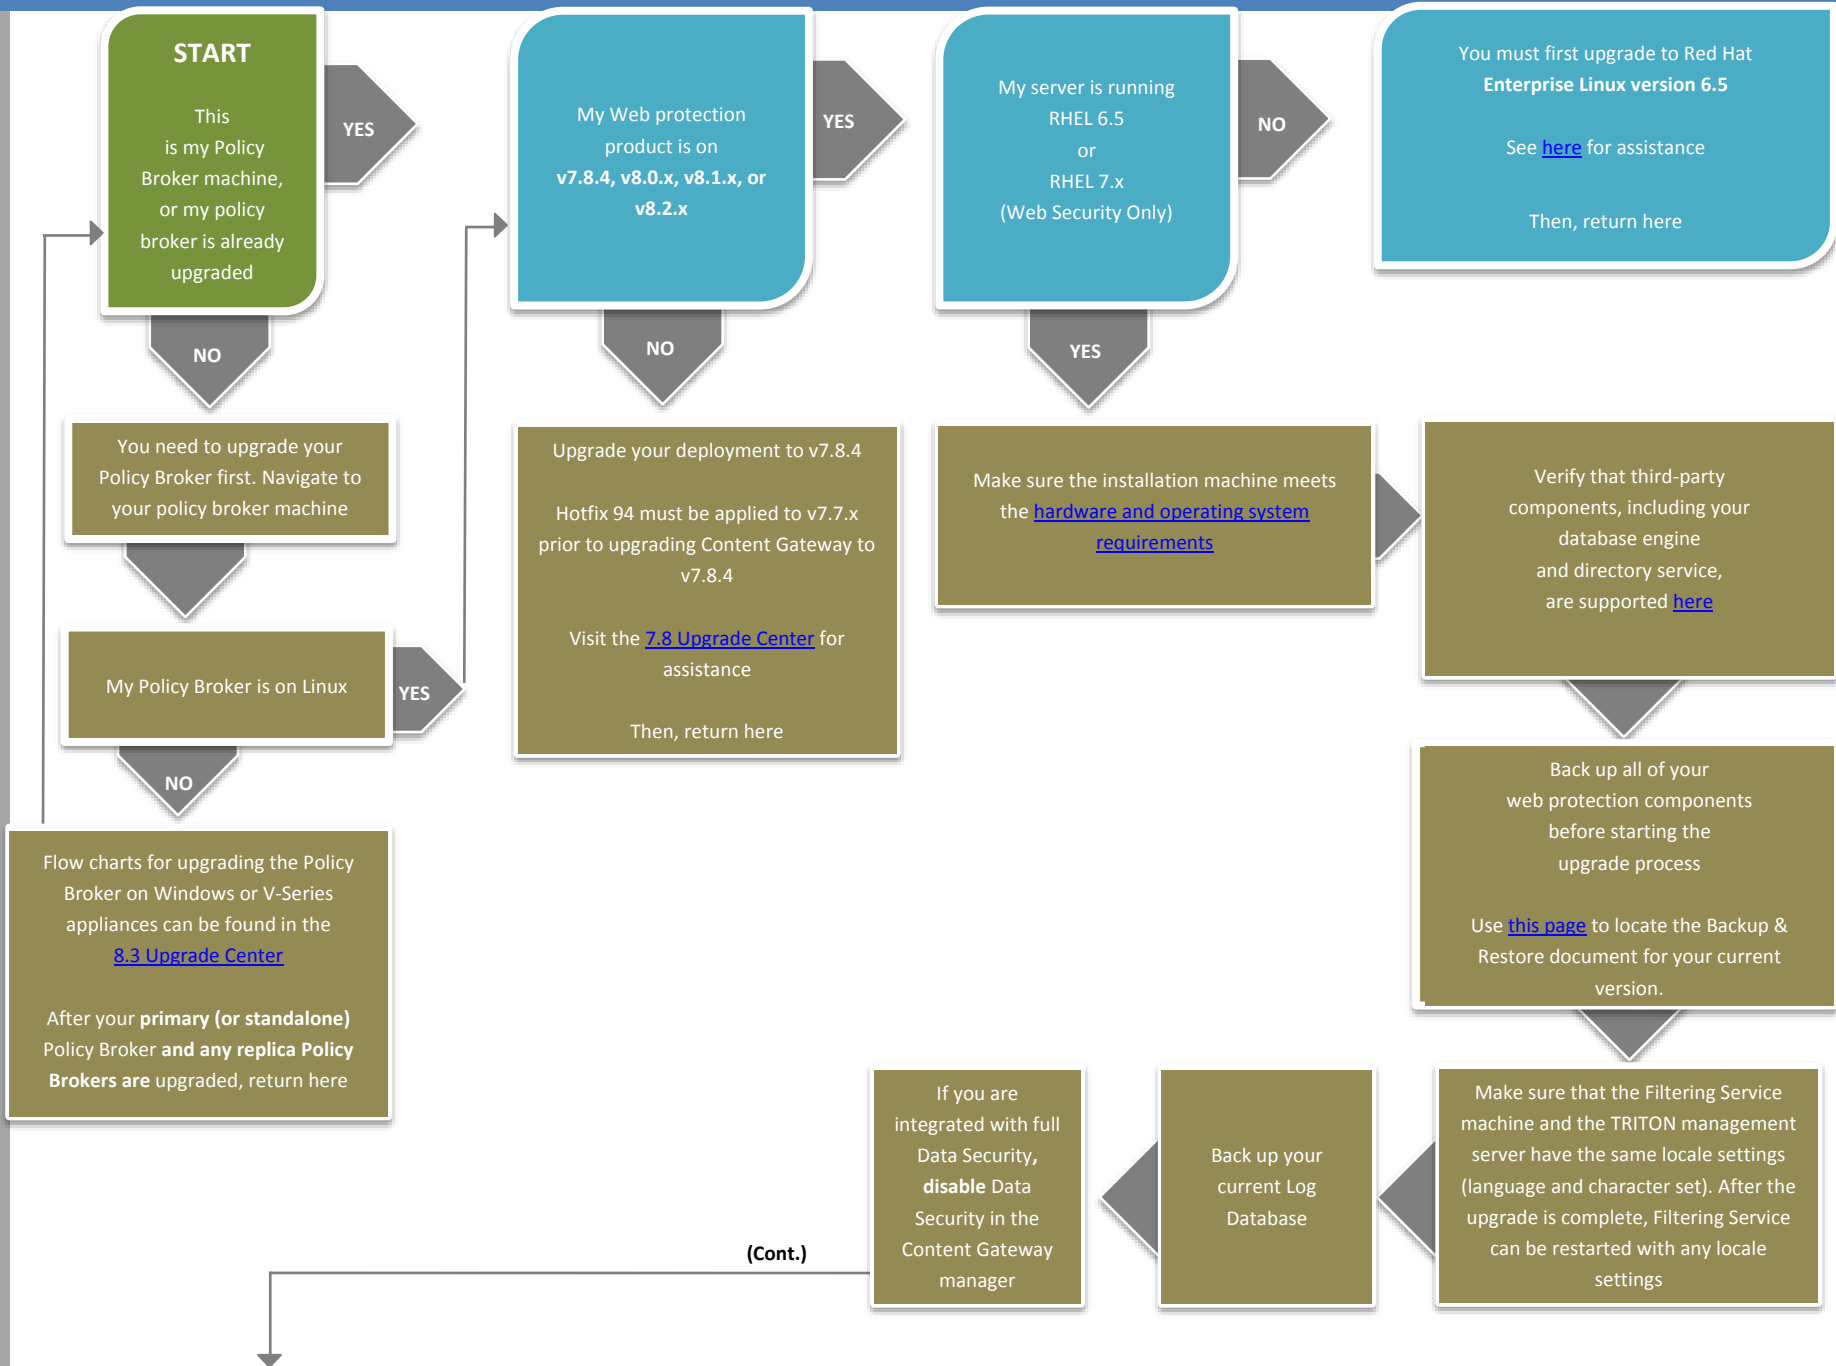 START
This
is my Policy
Broker machine,
or my policy
broker is already
upgraded
YES
NO
You need to upgrade your
Policy Broker first. Navigate to
your policy broker machine
My Policy Broker is on Linux
YES
NO
Flow charts for upgrading the Policy
Broker on Windows or V-Series
appliances can be found in the
8.3 Upgrade Center
After your primary (or standalone)
Policy Broker and any replica Policy
Brokers are upgraded, return here
My Web protection
product is on
v7.8.4, v8.0.x, v8.1.x, or
v8.2.x
YES
NO
Upgrade your deployment to v7.8.4
Hotfix 94 must be applied to v7.7.x
prior to upgrading Content Gateway to
v7.8.4
Visit the 7.8 Upgrade Center for
assistance
Then, return here
My server is running
RHEL 6.5
or
RHEL 7.x
(Web Security Only)
NO
YES
You must first upgrade to Red Hat
Enterprise Linux version 6.5
See here for assistance
Then, return here
Make sure the installation machine meets
the hardware and operating system
requirements
Verify that third-party
components, including your
database engine
and directory service,
are supported here
Back up all of your
web protection components
before starting the
upgrade process
Use this page to locate the Backup &
Restore document for your current
version.
Make sure that the Filtering Service
machine and the TRITON management
server have the same locale settings
(language and character set). After the
upgrade is complete, Filtering Service
can be restarted with any locale
settings
Back up your
current Log
Database
If you are
integrated with full
Data Security,
disable Data
Security in the
Content Gateway
manager
(Cont.)